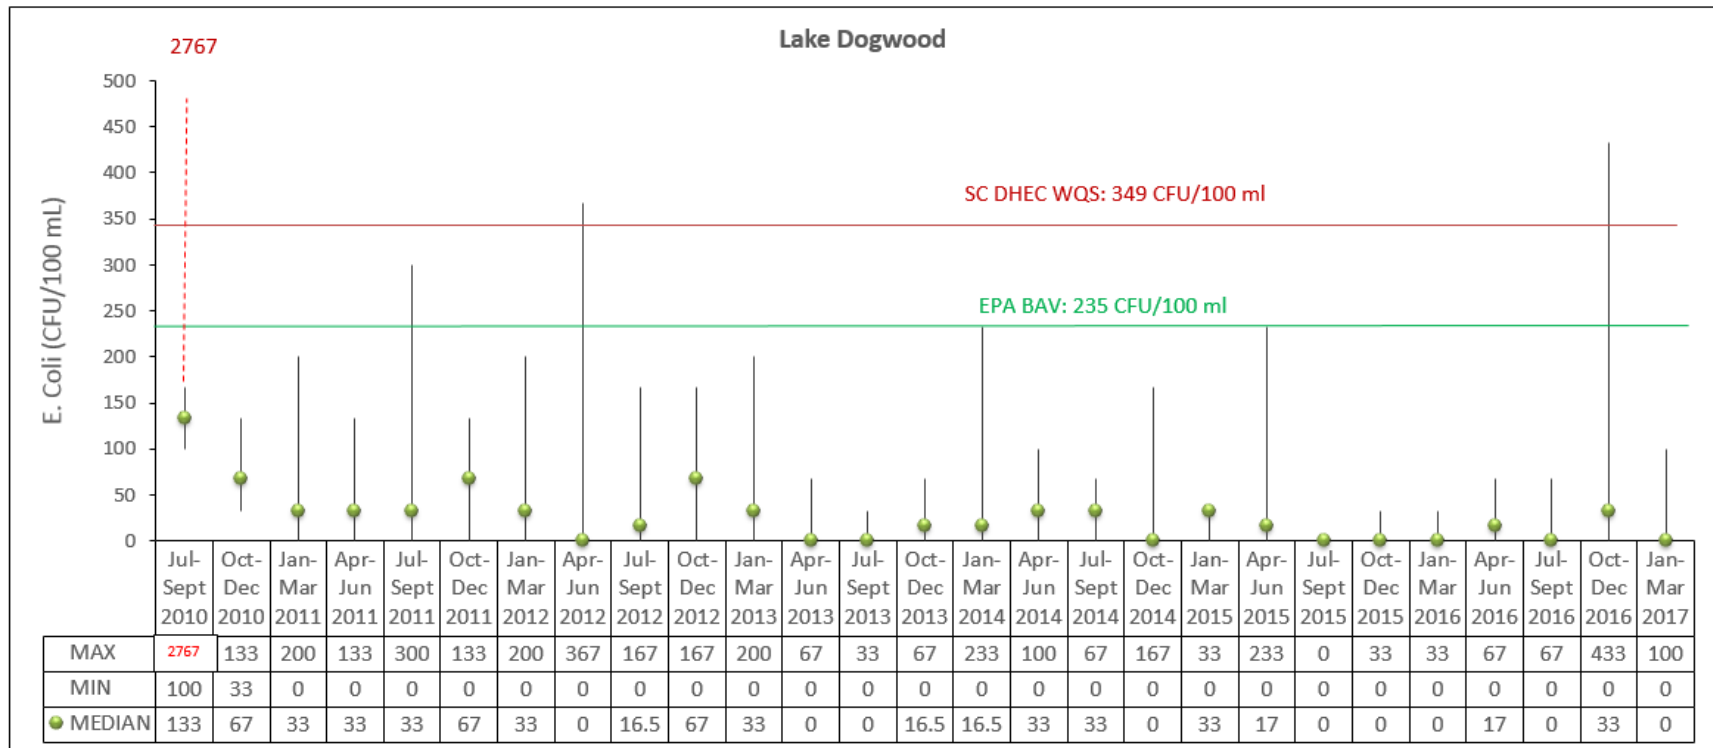 2767
Lake Dogwood
500
450
400
350
300
250
200
150
100
50
0
E. Coli (CFU/100 mL)
SC DHEC WQS: 349 CFU/100 ml
EPA BAV: 235 CFU/100 ml
Jul- Oct- Jan- Apr- Jul- Oct- Jan- Apr- Jul- Oct- Jan- Apr- Jul- Oct- Jan- Apr- Jul- Oct- Jan- Apr- Jul- Oct- Jan- Apr- Jul- Oct- Jan-
Sept Dec Mar Jun Sept Dec Mar Jun Sept Dec Mar Jun Sept Dec Mar Jun Sept Dec Mar Jun Sept Dec Mar Jun Sept Dec Mar
2010 2010 2011 2011 2011 2011 2012 2012 2012 2012 2013 2013 2013 2013 2014 2014 2014 2014 2015 2015 2015 2015 2016 2016 2016 2016 2017
MAX 2767 133 200 133 300 133 200 367 167 167 200 67 33 67 233 100 67 167 33 233 0 33 33 67 67 433 100
MIN 100 33 0 0 0 0 0 0 0 0 0 0 0 0 0 0 0 0 0 0 0 0 0 0 0 0 0
MEDIAN 133 67 33 33 33 67 33 0 16.5 67 33 0 0 16.5 16.5 33 33 0 33 17 0 0 0 17 0 33 0